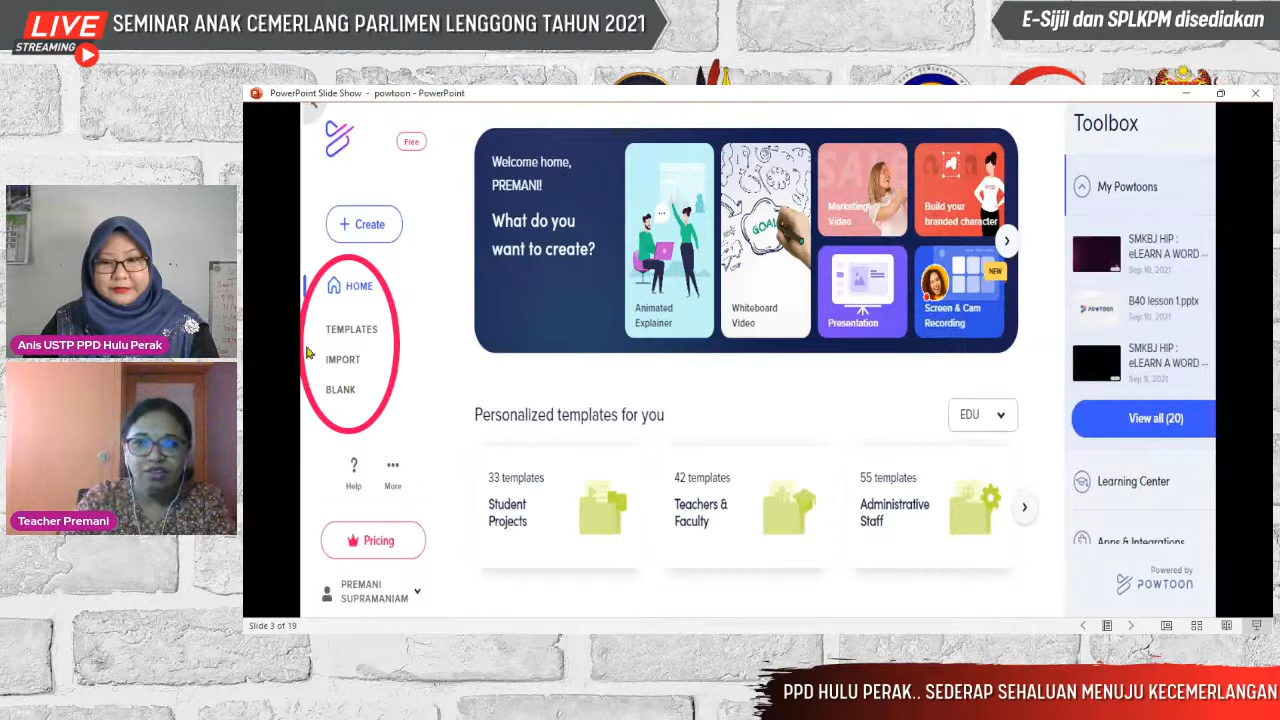 LIVE
STREAMING
SEMINAR ANAK CEMERLANG PARLIMEN LENGGONG TAHUN 2021
E-Sijil dan SPLKPM disediakan
PowerPoint Slide Show - powtoon - PowerPoint
Free
+ Create
HOME
TEMPLATES
IMPORT
BLANK
? Help
... More
Pricing
PREMANI
SUPRAMANIAM
Welcome home,
PREMANI!
What do you
want to create?
Animated
Explainer
GOAL
Whiteboard
Video
SALE
Marketing
Video
Build your
branded character
Presentation
NEW
Screen & Cam
Recording
Personalized templates for you
EDU
33 templates
Student
Projects
42 templates
Teachers &
Faculty
55 templates
Administrative
Staff
Toolbox
My Powtoons
SMKBJ HIP :
eLEARN A WORD ...
Sep 10, 2021
POWTOON
B40 lesson 1.pptx
Sep 10, 2021
SMKBJ HIP :
eLEARN A WORD ...
Sep 9, 2021
View all (20)
Learning Center
Apps & Integrations
Powered by
POWTOON
Slide 3 of 19
Anis USTP PPD Hulu Perak
Teacher Premani
PPD HULU PERAK.. SEDERAP SEHALUAN MENUJU KECEMERLANGAN